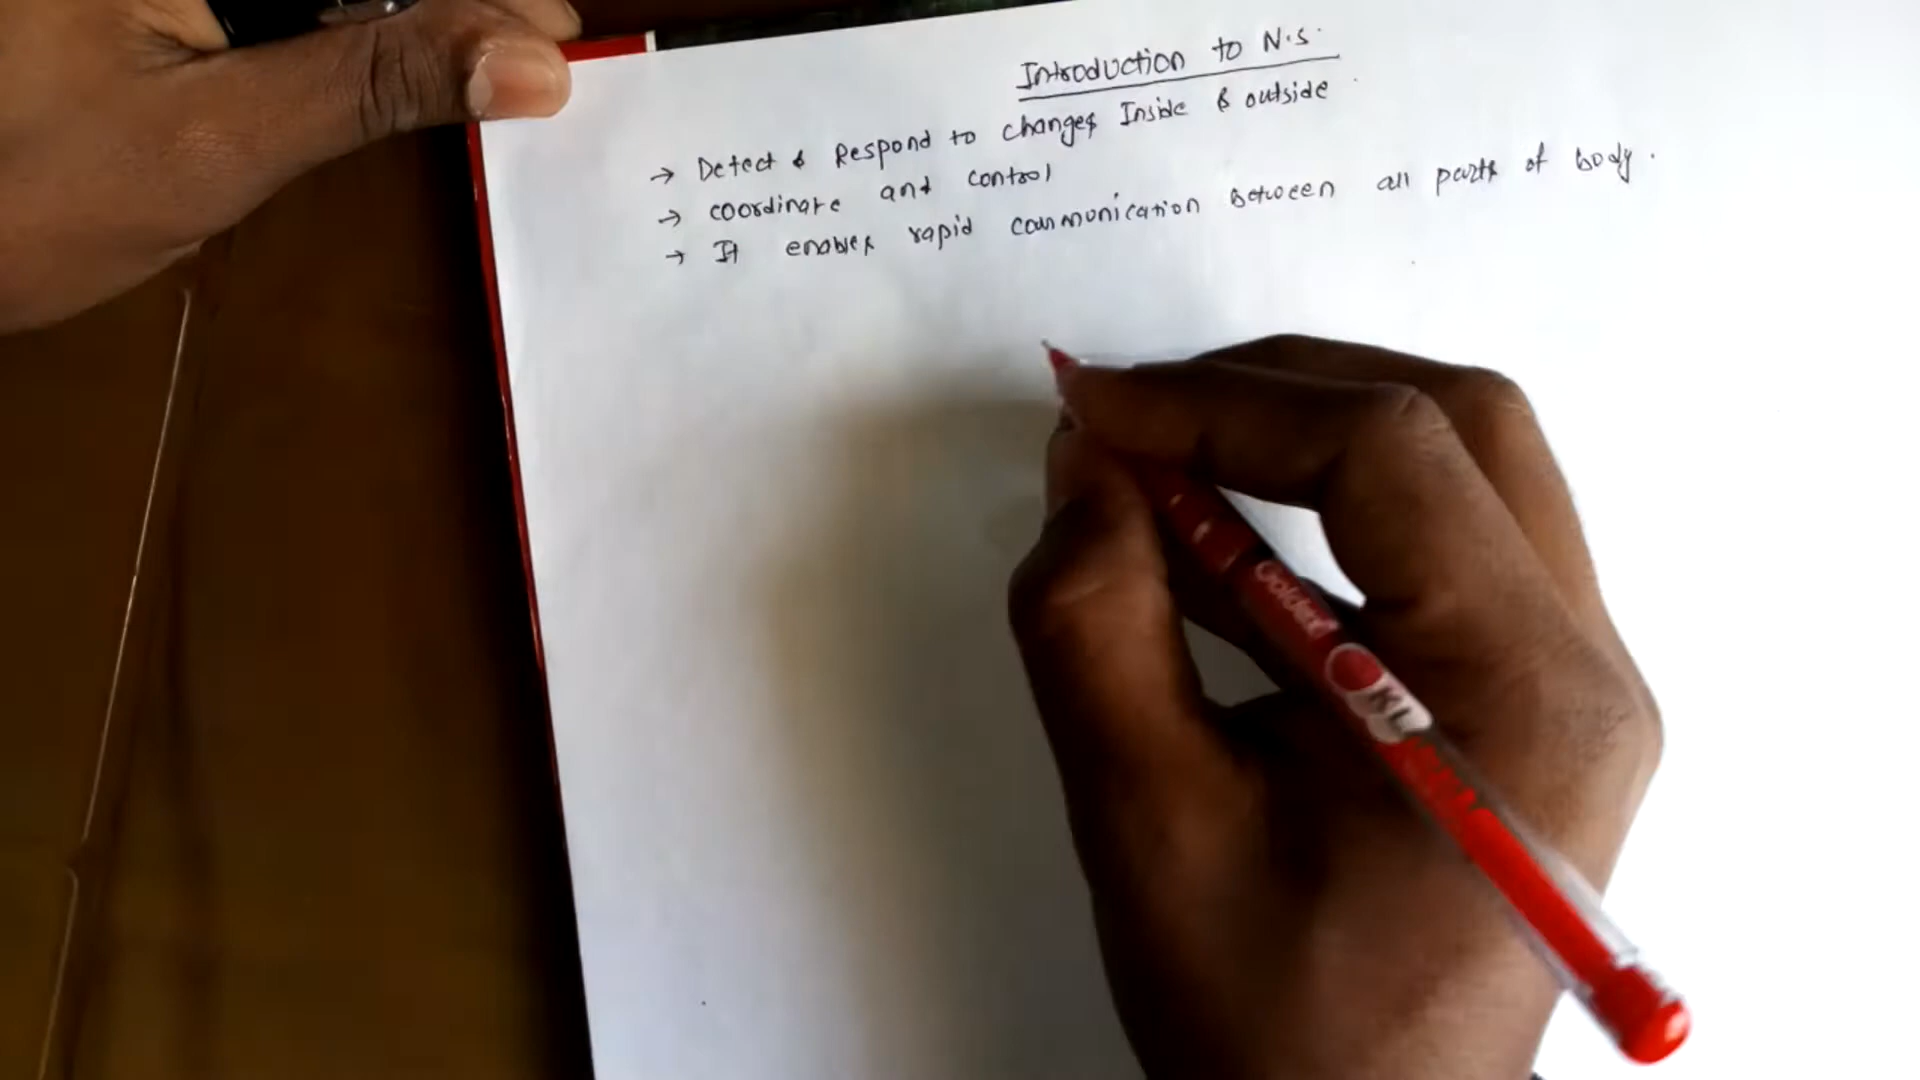 Introduction to N.S.
→ Detect & Respond to changes Inside & outside
→ coordinate and control
→ It enables rapid communication between all parts of body.
Golden